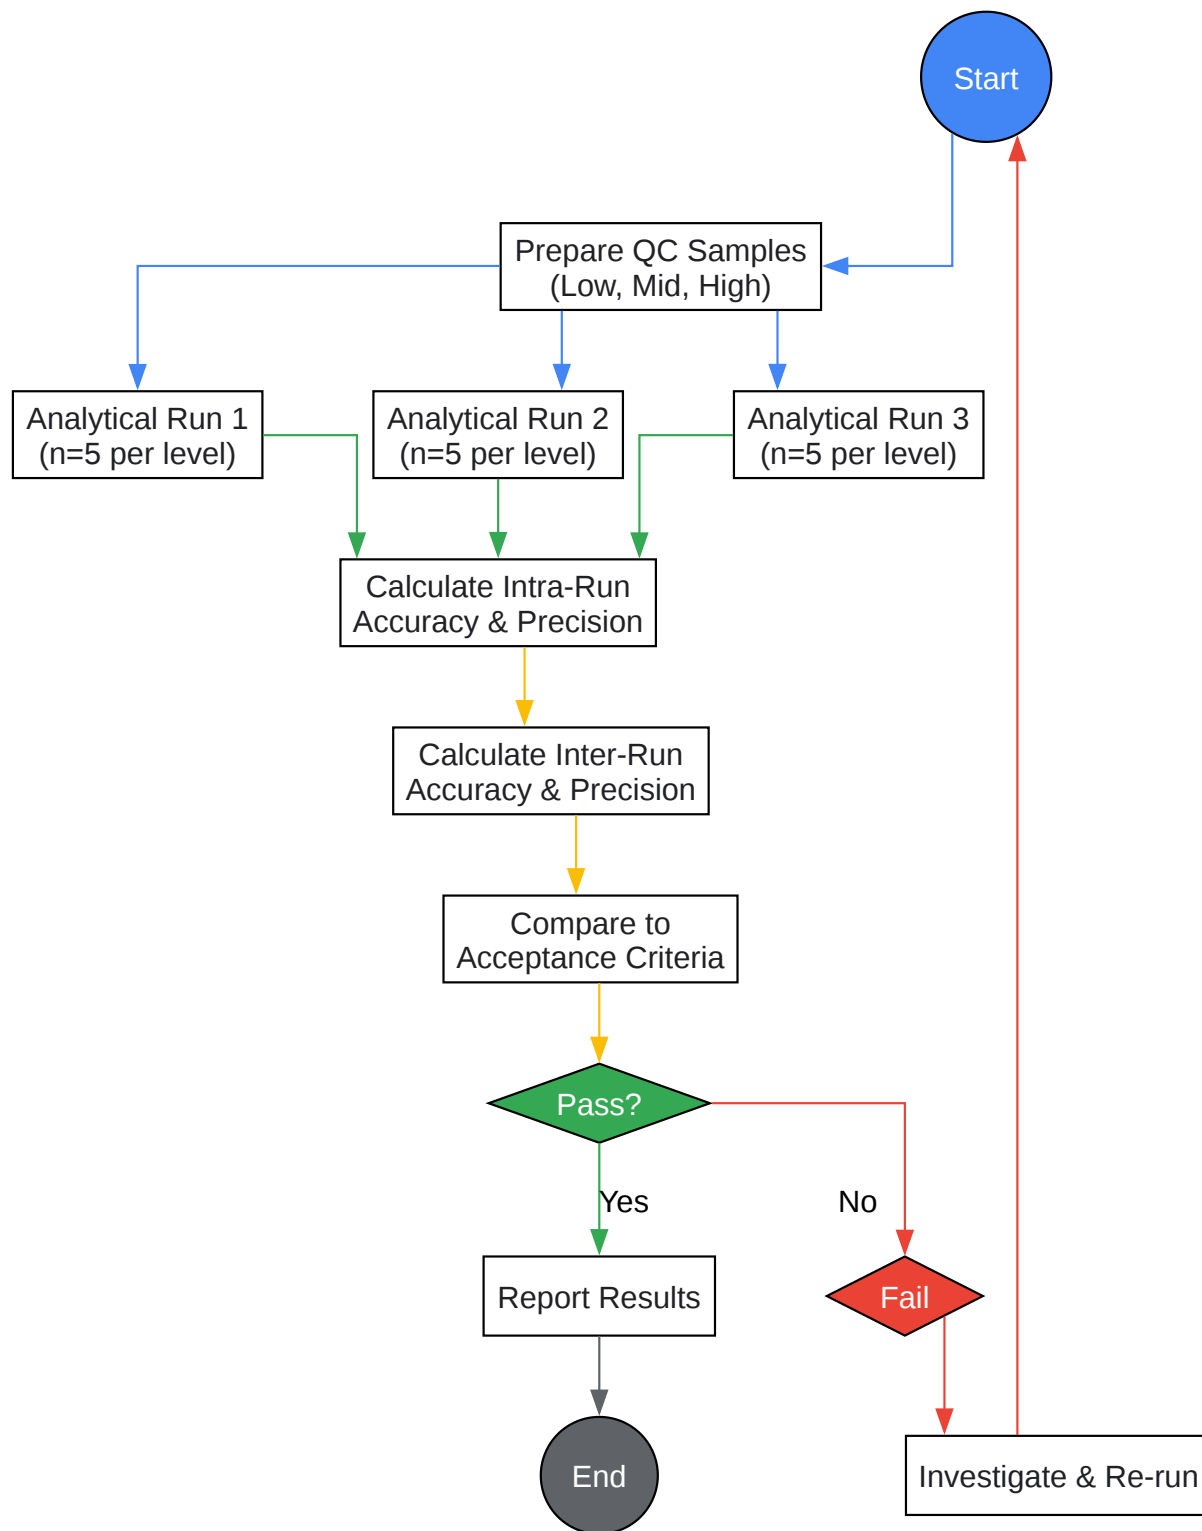 Start
Prepare QC Samples
(Low, Mid, High)
Analytical Run 1
(n=5 per level)
Analytical Run 2
(n=5 per level)
Analytical Run 3
(n=5 per level)
Calculate Intra-Run
Accuracy & Precision
Calculate Inter-Run
Accuracy & Precision
Compare to
Acceptance Criteria
Pass?
Yes
No
Report Results
Fail
End
Investigate & Re-run